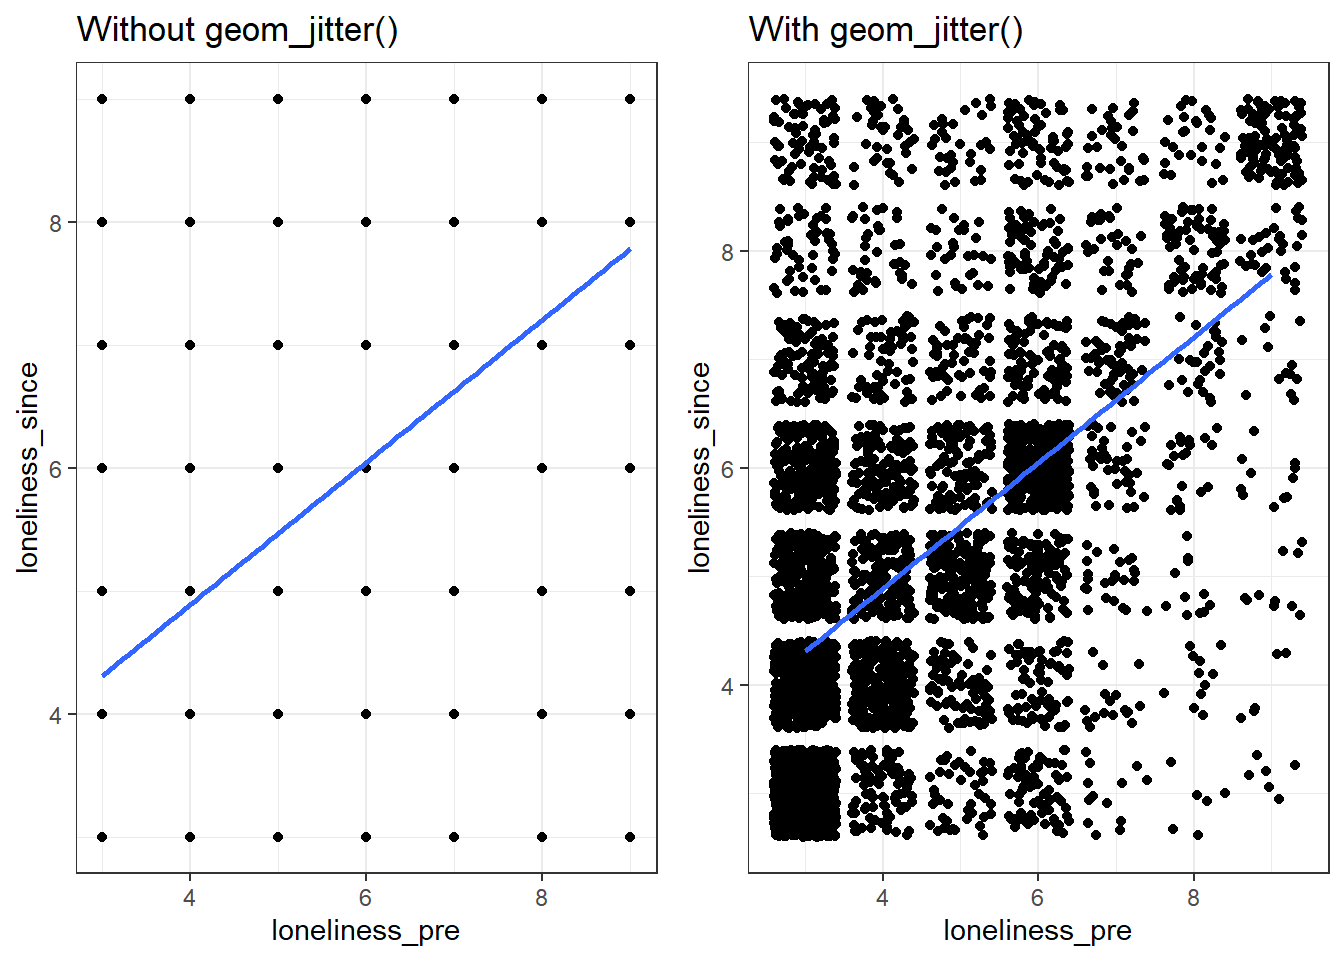 Without geom_jitter()
loneliness_since
8
6
4
4 6 8
loneliness_pre
With geom_jitter()
loneliness_since
8
6
4
4 6 8
loneliness_pre